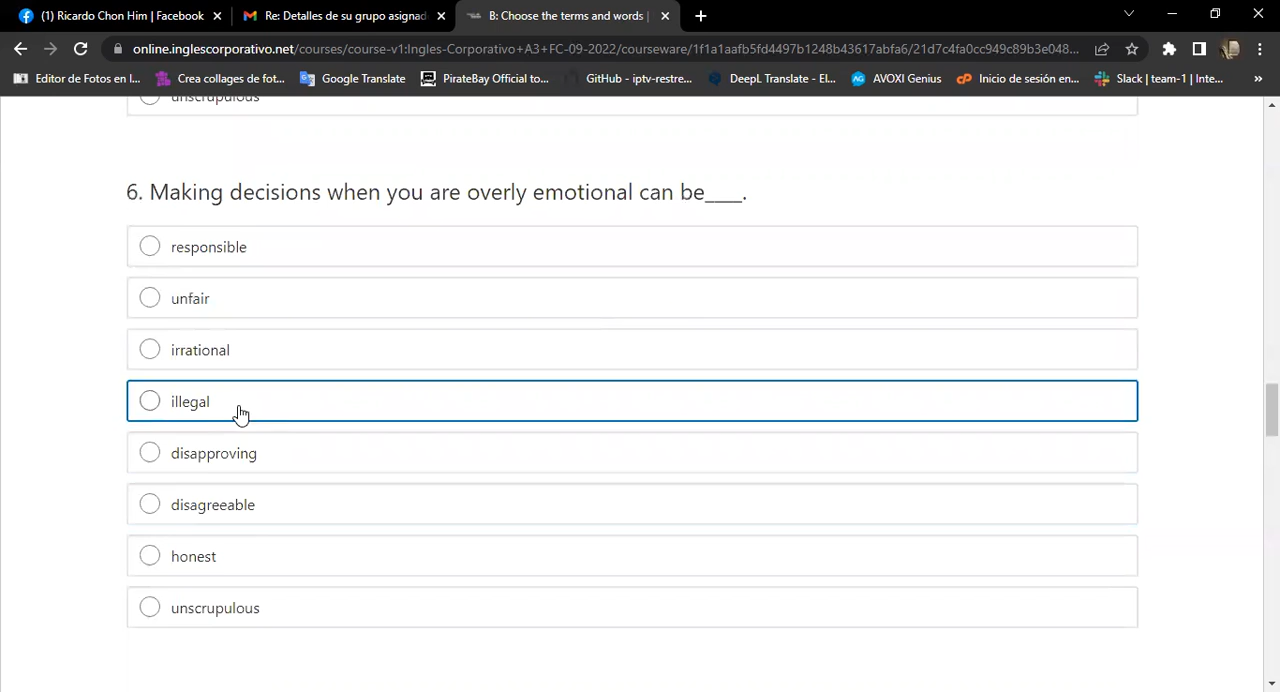 (1) Ricardo Chon Him | Facebook
Re: Detalles de su grupo asignad
B: Choose the terms and words |
online.inglescorporativo.net/courses/course-v1:Ingles-Corporativo+A3+FC-09-2022/courseware/1f1a1aafb5fd4497b1248b43617abfa6/21d7c4fa0cc949c89b3e048...
Editor de Fotos en l... Crea collages de fot... Google Translate PirateBay Official to... GitHub - iptv-restre... DeepL Translate - El... AVOXI Genius Inicio de sesión en... Slack | team-1 | Inte... »
unscrupulous
6. Making decisions when you are overly emotional can be____.
responsible
unfair
irrational
illegal
disapproving
disagreeable
honest
unscrupulous